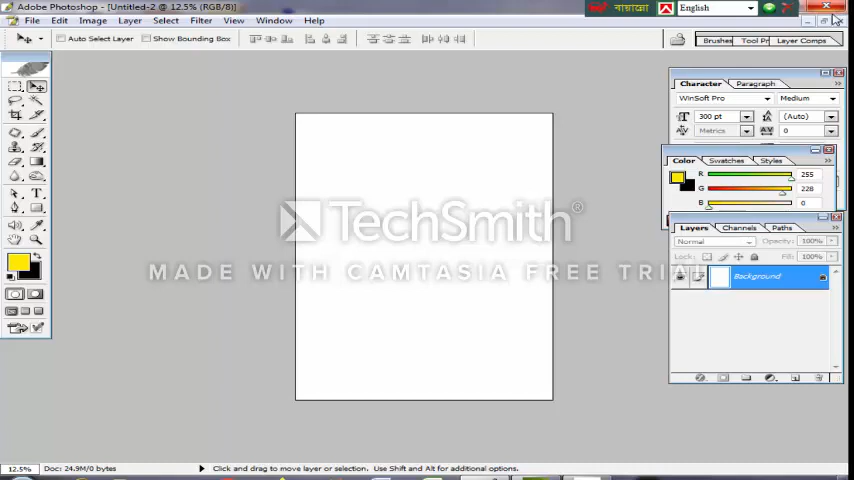 Adobe Photoshop - [Untitled-2 @ 12.5% (RGB/8)]
বায়ান্নো English
File Edit Image Layer Select Filter View Window Help
Auto Select Layer Show Bounding Box
Brushes Tool Pr Layer Comps
Character Paragraph
WinSoft Pro Medium
300 pt (Auto)
Metrics 0
Color Swatches Styles
R 255
G 228
B 0
Layers Channels Paths
Normal Opacity: 100%
Lock: Fill: 100%
Background
TechSmith®
MADE WITH CAMTASIA FREE TRIAL
12.5% Doc: 24.9M/0 bytes Click and drag to move layer or selection. Use Shift and Alt for additional options.